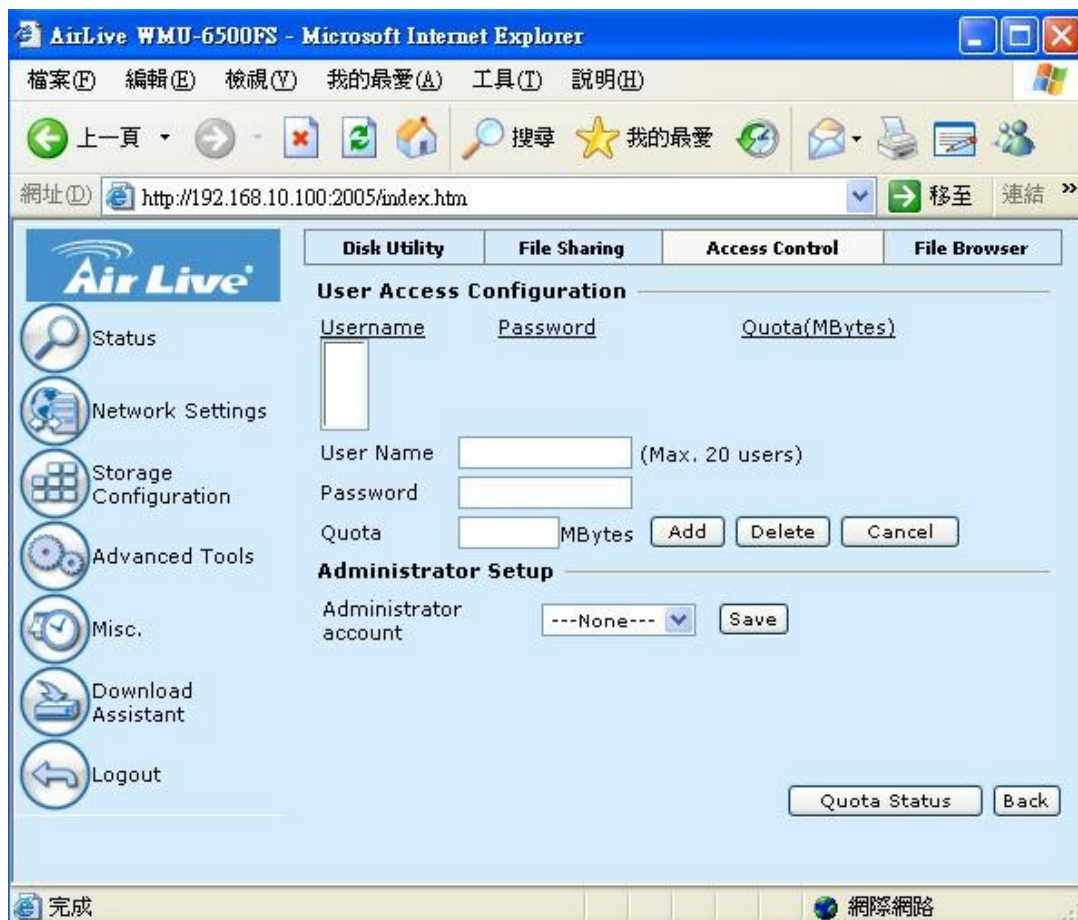 AirLive WMU-6500FS - Microsoft Internet Explorer
檔案(F) 編輯(E) 檢視(V) 我的最愛(A) 工具(T) 說明(H)
上一頁 搜尋 我的最愛
網址(D) http://192.168.10.100:2005/index.htm 移至 連結 »
Air Live®
Disk Utility File Sharing Access Control File Browser
User Access Configuration
Status
Username Password Quota(MBytes)
Network Settings
User Name (Max. 20 users)
Storage
Configuration
Password
Quota MBytes Add Delete Cancel
Advanced Tools
Administrator Setup
Administrator
account ---None--- Save
Misc.
Download
Assistant
Logout
Quota Status Back
完成 網際網路